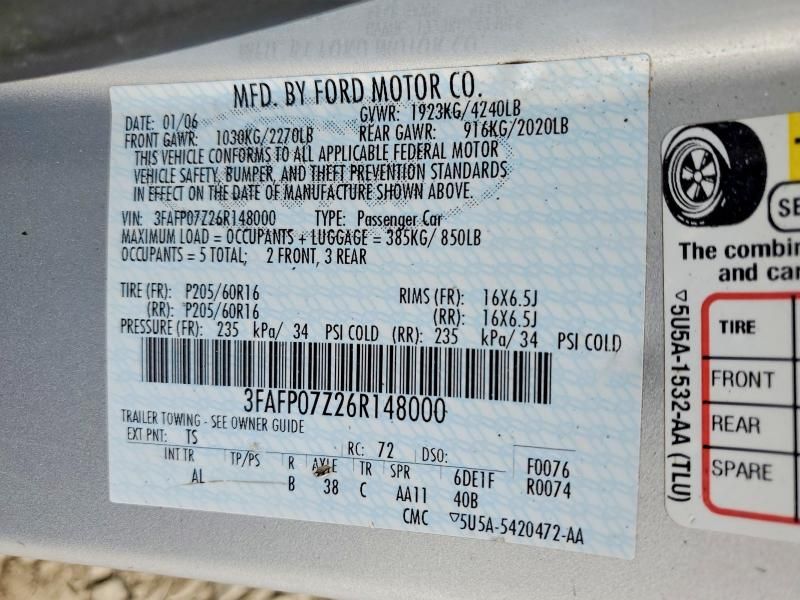 MFD. BY FORD MOTOR CO.
DATE: 01/06 GVWR: 1923KG/4240LB
FRONT GAWR: 1030KG/2270LB REAR GAWR: 916KG/2020LB
THIS VEHICLE CONFORMS TO ALL APPLICABLE FEDERAL MOTOR
VEHICLE SAFETY, BUMPER, AND THEFT PREVENTION STANDARDS
IN EFFECT ON THE DATE OF MANUFACTURE SHOWN ABOVE.
VIN: 3FAFP07Z26R148000 TYPE: Passenger Car
MAXIMUM LOAD = OCCUPANTS + LUGGAGE = 385KG/ 850LB
OCCUPANTS = 5 TOTAL; 2 FRONT, 3 REAR
TIRE (FR): P205/60R16 RIMS (FR): 16X6.5J
(RR): P205/60R16 (RR): 16X6.5J
PRESSURE (FR): 235 kPa/ 34 PSI COLD (RR): 235 kPa/ 34 PSI COLD
3FAFP07Z26R148000
TRAILER TOWING - SEE OWNER GUIDE
EXT PNT: TS RC: 72 DSO: F0076
INT TR TP/PS R AXLE TR SPR 6DE1F R0074
AL B 38 C AA11 40B
CMC ▽5U5A-5420472-AA
SE
The combin
and car
▽5U5A-1532-AA (TLU)
TIRE
FRONT
REAR
SPARE